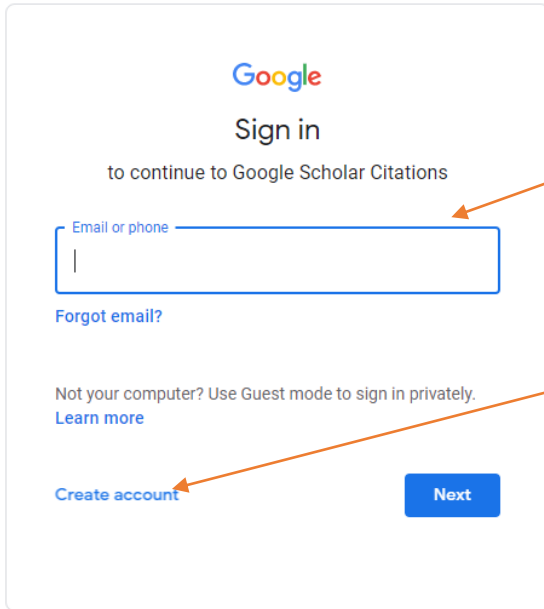 Google
Sign in
to continue to Google Scholar Citations
Email or phone
Forgot email?
Not your computer? Use Guest mode to sign in privately.
Learn more
Create account
Next